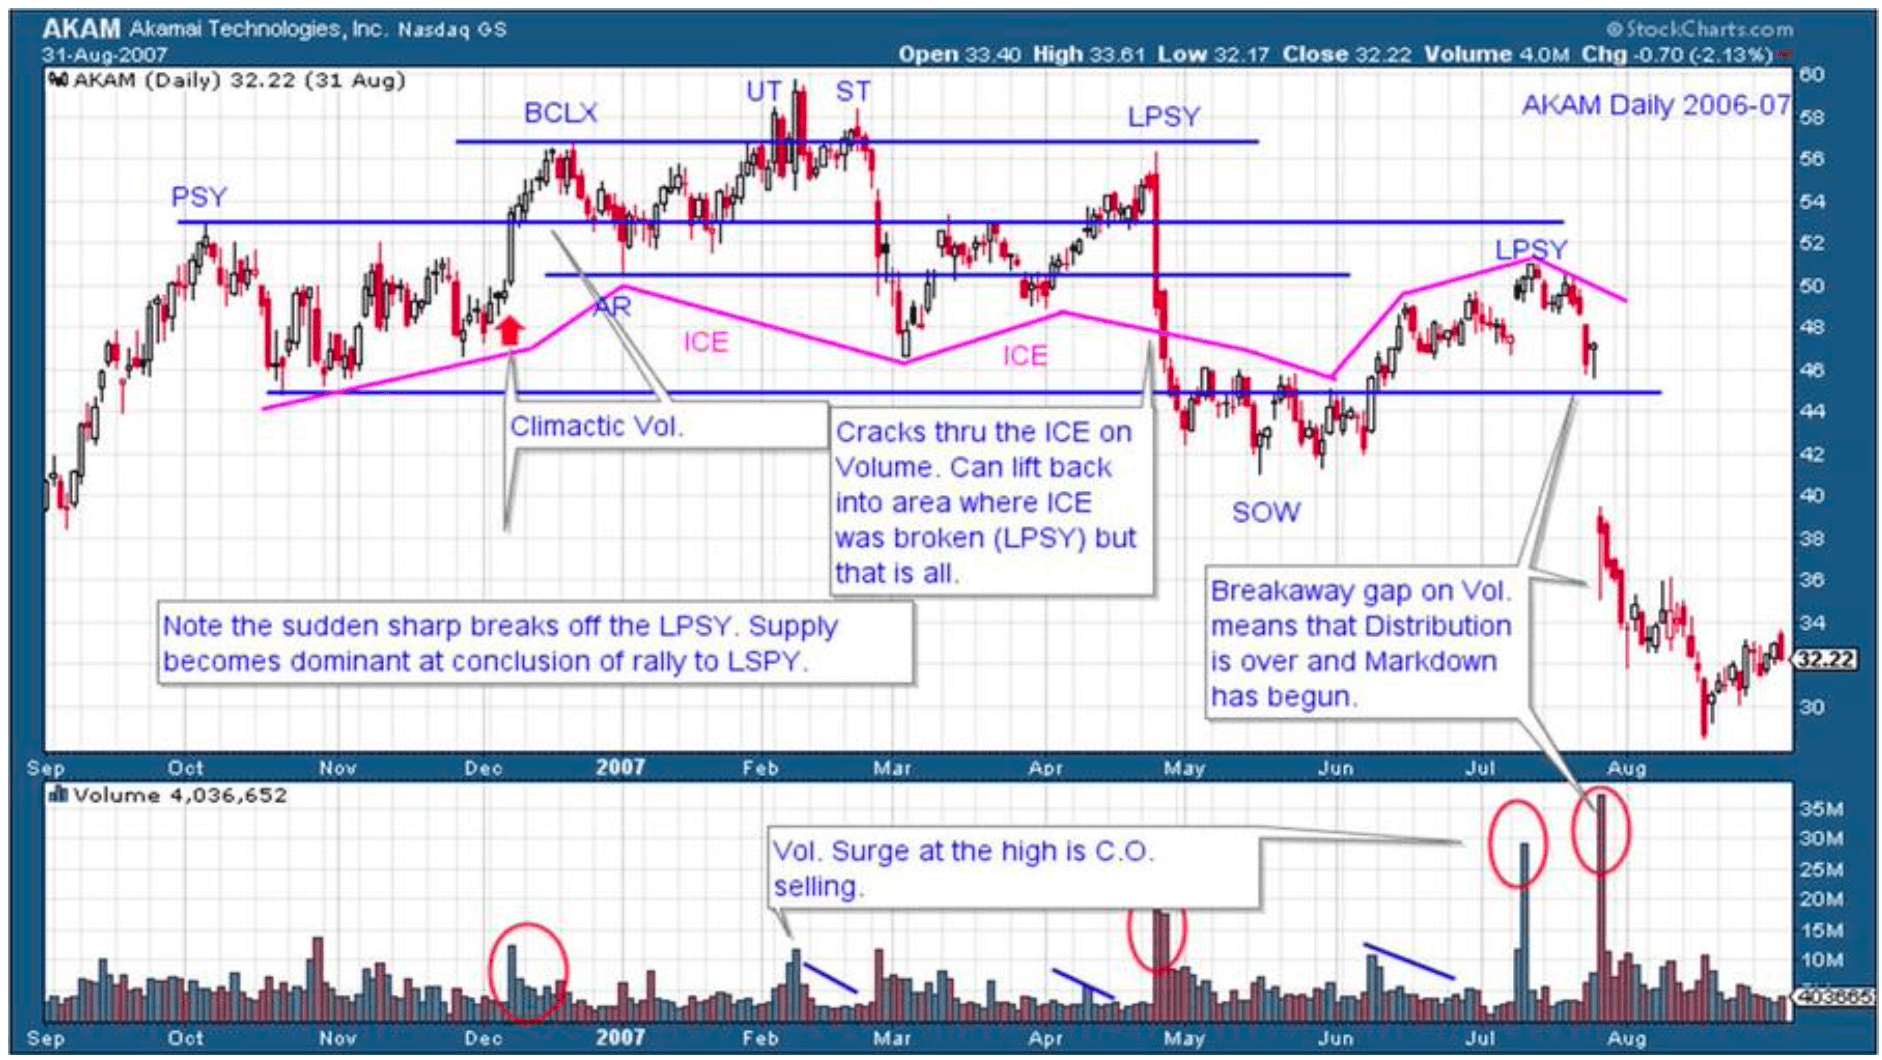 AKAM Akamai Technologies, Inc. Nasdaq GS
© StockCharts.com
31-Aug-2007
Open 33.40 High 33.61 Low 32.17 Close 32.22 Volume 4.0M Chg -0.70 (-2.13%)
AKAM (Daily) 32.22 (31 Aug)
AKAM Daily 2006-07
PSY
BCLX
UT
ST
LPSY
LPSY
AR
ICE
ICE
SOW
Climactic Vol.
Cracks thru the ICE on
Volume. Can lift back
into area where ICE
was broken (LPSY) but
that is all.
Note the sudden sharp breaks off the LPSY. Supply
becomes dominant at conclusion of rally to LSPY.
Breakaway gap on Vol.
means that Distribution
is over and Markdown
has begun.
60
58
56
54
52
50
48
46
44
42
40
38
36
34
32.22
30
Sep Oct Nov Dec 2007 Feb Mar Apr May Jun Jul Aug
Volume 4,036,652
Vol. Surge at the high is C.O.
selling.
35M
30M
25M
20M
15M
10M
403665
Sep Oct Nov Dec 2007 Feb Mar Apr May Jun Jul Aug